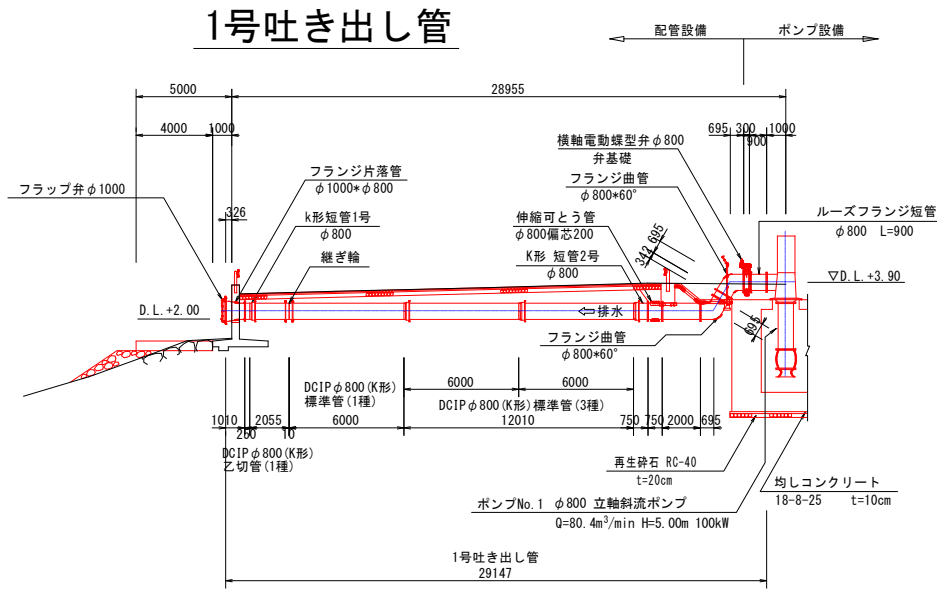 1号吐き出し管
配管設備
ポンプ設備
5000
28955
4000
1000
695
300
900
1000
横軸電動蝶型弁φ800
弁基礎
フランジ曲管
φ800*60°
フランジ片落管
φ1000*φ800
フラップ弁φ1000
326
k形短管1号
φ800
継ぎ輪
伸縮可とう管
φ800偏芯200
K形 短管2号
φ800
342
695
ルーズフランジ短管
φ800 L=900
▽D.L.+3.90
D.L.+2.00
排水
フランジ曲管
φ800*60°
695
DCIPφ800(K形)
標準管(1種)
6000
6000
DCIPφ800(K形)標準管(3種)
1010
260
2055
10
6000
12010
750
750
2000
695
DCIPφ800(K形)
乙切管(1種)
再生砕石 RC-40
t=20cm
均しコンクリート
18-8-25 t=10cm
ポンプNo.1 φ800 立軸斜流ポンプ
Q=80.4m³/min H=5.00m 100kW
1号吐き出し管
29147